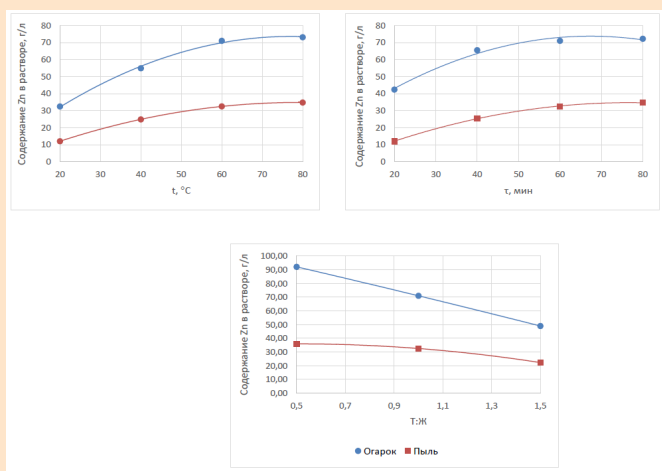 Содержание Zn в растворе, г/л
80
70
60
50
40
30
20
10
0
20 30 40 50 60 70 80
t, °C
Содержание Zn в растворе, г/л
80
70
60
50
40
30
20
10
0
20 30 40 50 60 70 80
τ, мин
Содержание Zn в растворе, г/л
100,00
90,00
80,00
70,00
60,00
50,00
40,00
30,00
20,00
10,00
0,00
0,5 0,7 0,9 1,1 1,3 1,5
Т:Ж
Огарок Пыль